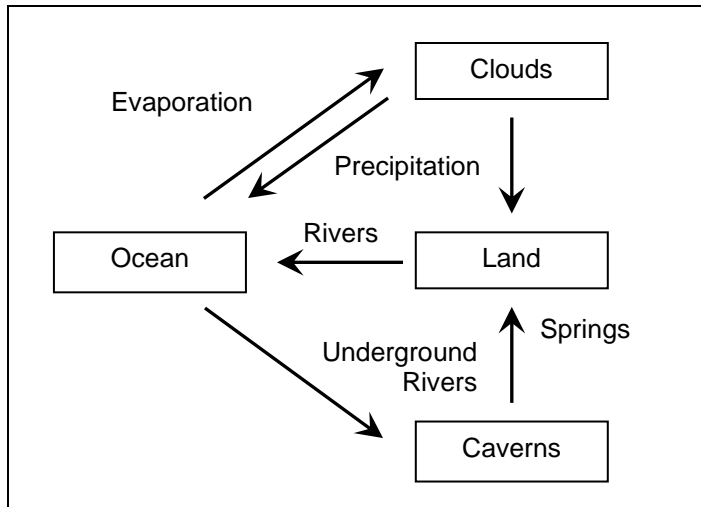 Clouds
Evaporation
Precipitation
Rivers
Ocean
Land
Springs
Underground
Rivers
Caverns